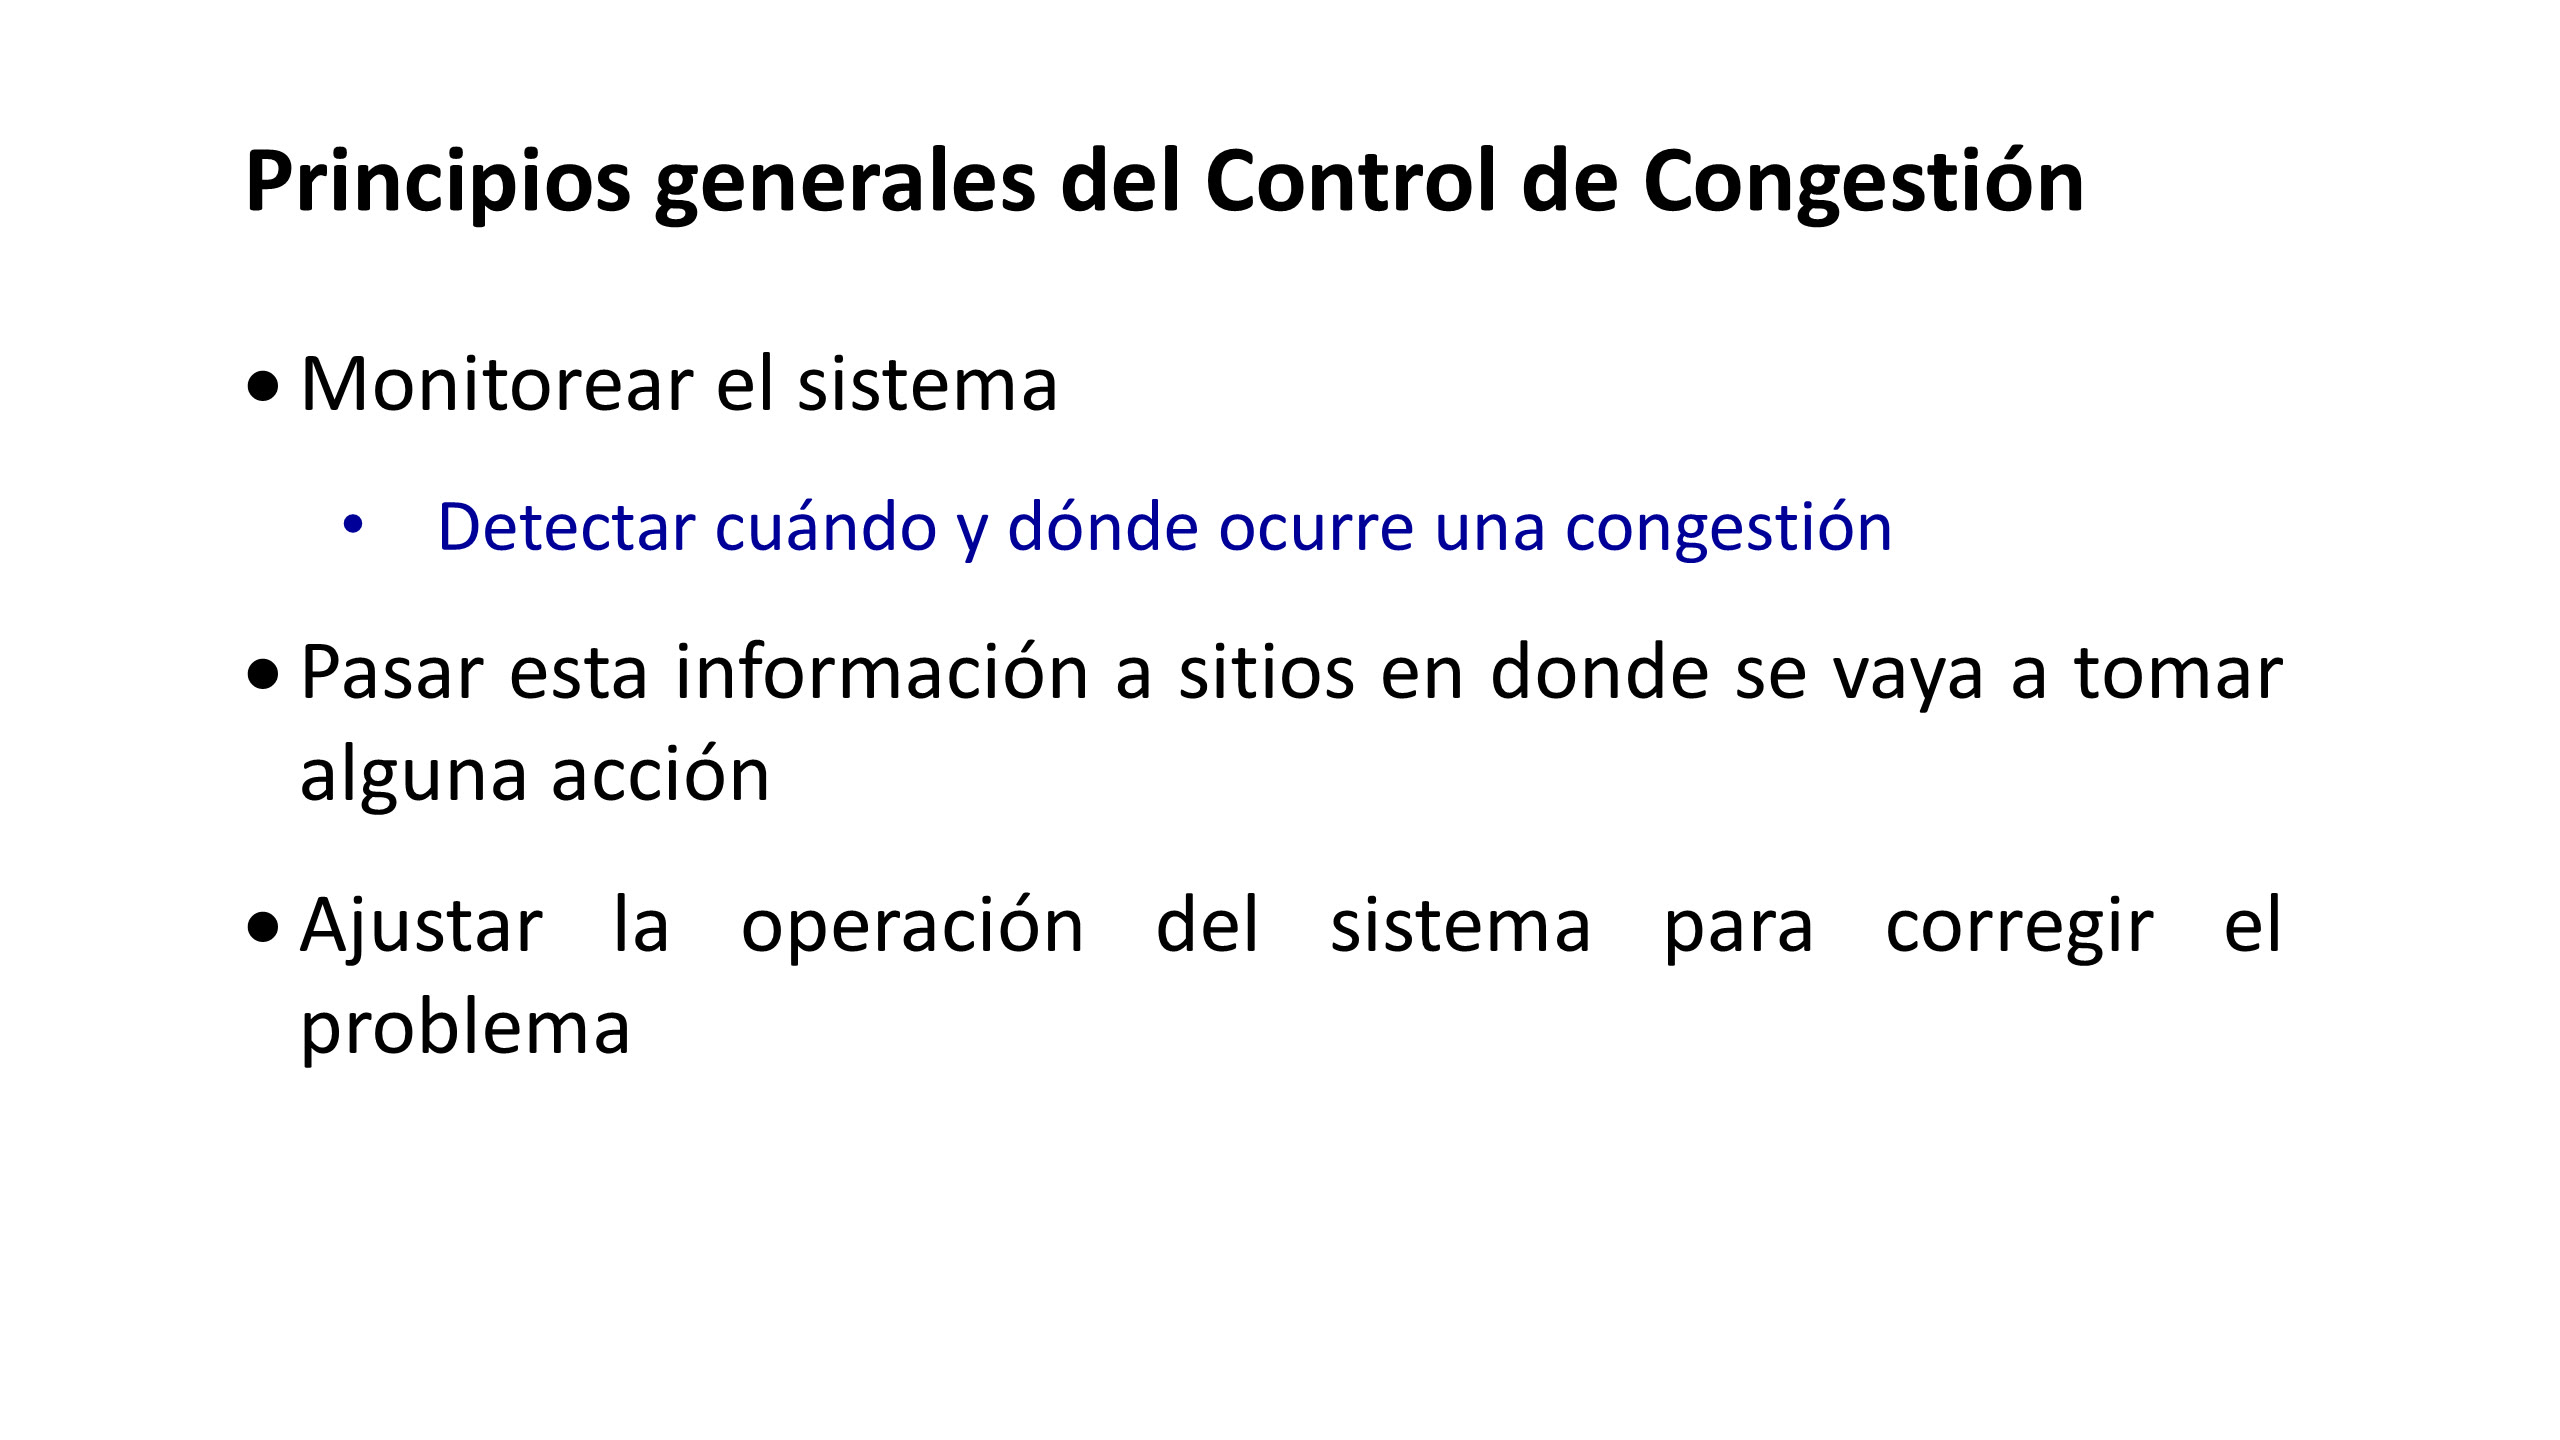 Principios generales del Control de Congestión
• Monitorear el sistema
• Detectar cuándo y dónde ocurre una congestión
• Pasar esta información a sitios en donde se vaya a tomar
alguna acción
• Ajustar la operación del sistema para corregir el
problema